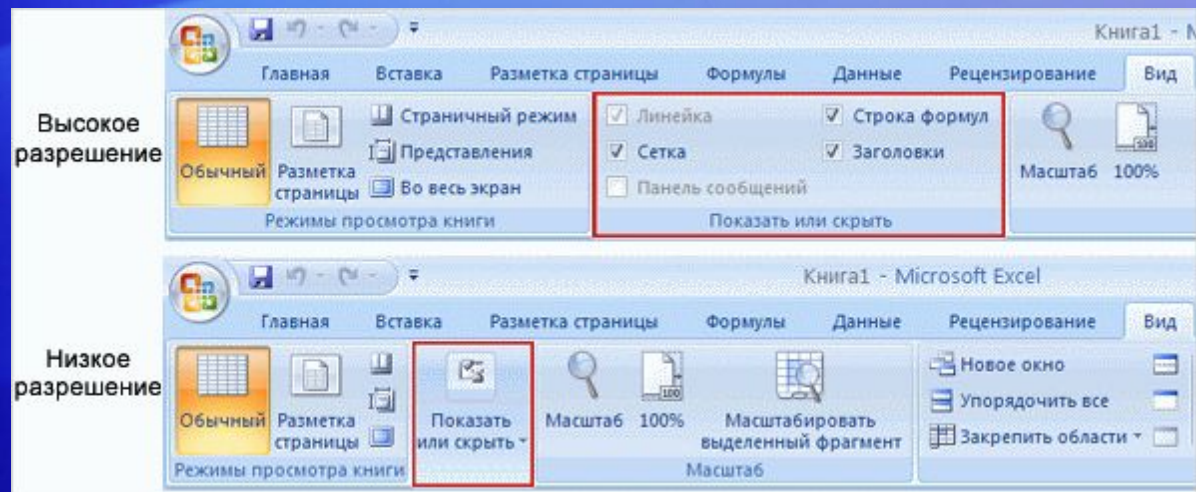 Высокое
разрешение
Книга1 -
Главная Вставка Разметка страницы Формулы Данные Рецензирование Вид
Обычный
Разметка
страницы
Страничный режим
Представления
Во весь экран
Режимы просмотра книги
Линейка
Сетка
Панель сообщений
Строка формул
Заголовки
Показать или скрыть
Масштаб
100
100%
Низкое
разрешение
Книга1 - Microsoft Excel
Главная Вставка Разметка страницы Формулы Данные Рецензирование Вид
Обычный
Разметка
страницы
Режимы просмотра книги
Показать
или скрыть
Масштаб
100
100%
Масштабировать
выделенный фрагмент
Масштаб
Новое окно
Упорядочить все
Закрепить области